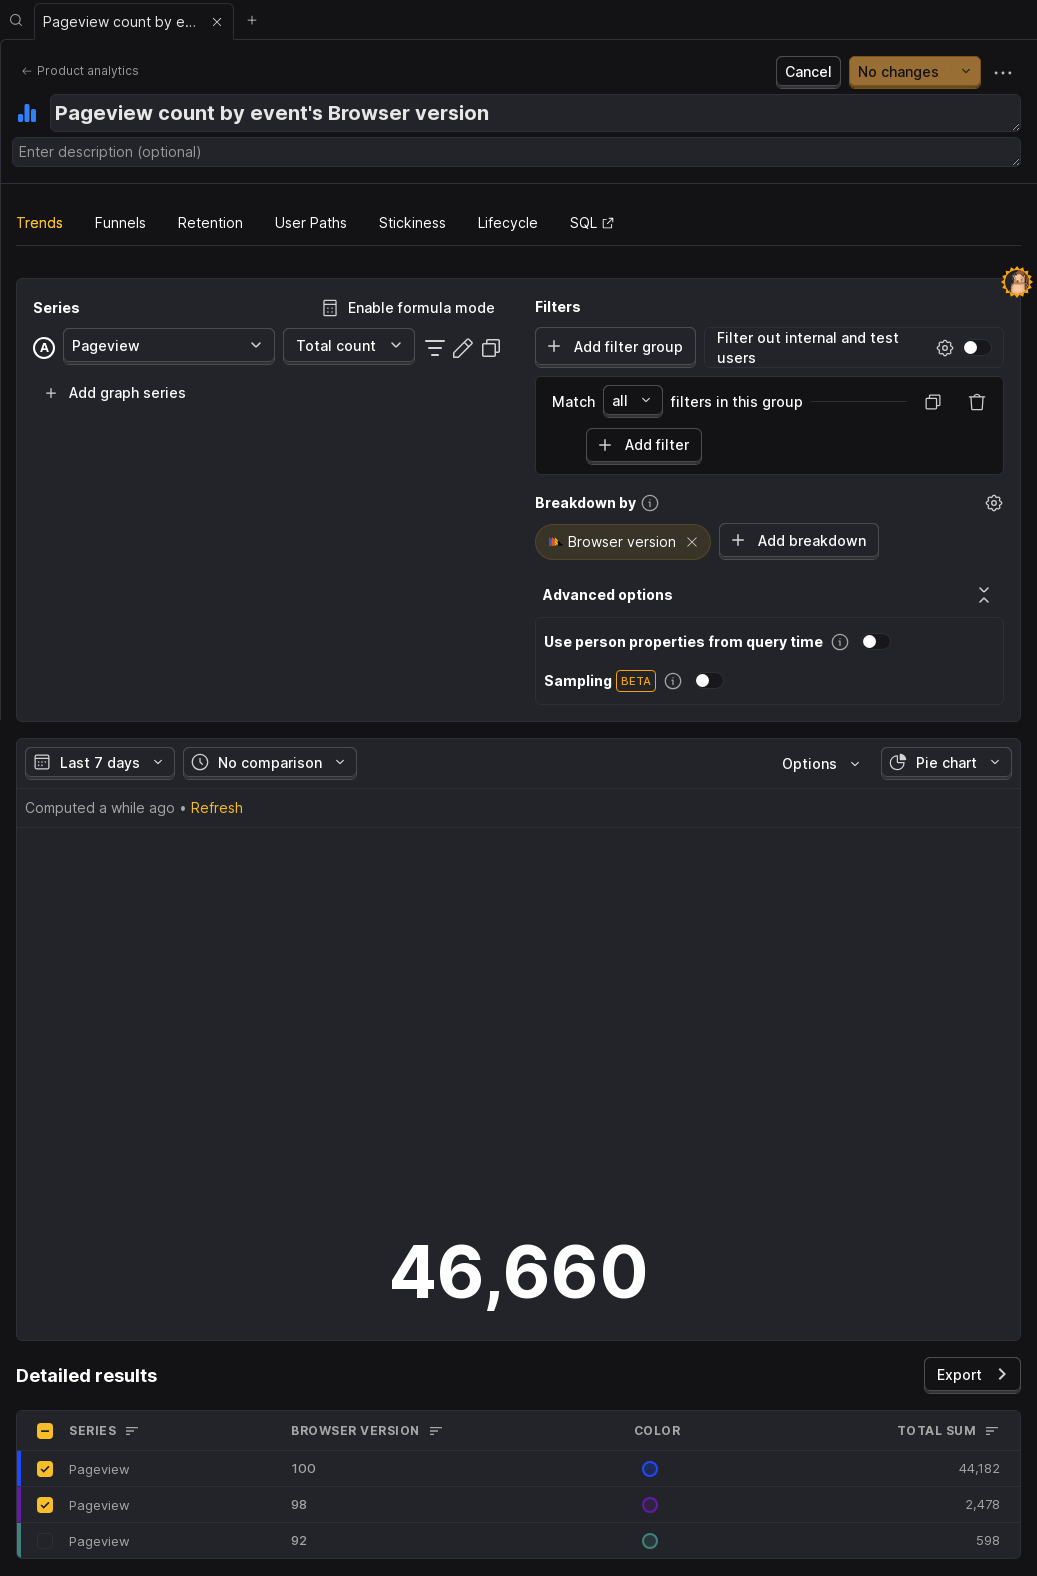 Pageview count by e...
Product analytics
Cancel
No changes
Pageview count by event's Browser version
Enter description (optional)
Trends
Funnels
Retention
User Paths
Stickiness
Lifecycle
SQL
Series
Enable formula mode
A
Pageview
Total count
Add graph series
Filters
Add filter group
Filter out internal and test
users
Match
all
filters in this group
Add filter
Breakdown by
Browser version
Add breakdown
Advanced options
Use person properties from query time
Sampling
BETA
Last 7 days
No comparison
Options
Pie chart
Computed a while ago • Refresh
46,660
Detailed results
Export
SERIES
BROWSER VERSION
COLOR
TOTAL SUM
Pageview
100
44,182
Pageview
98
2,478
Pageview
92
598